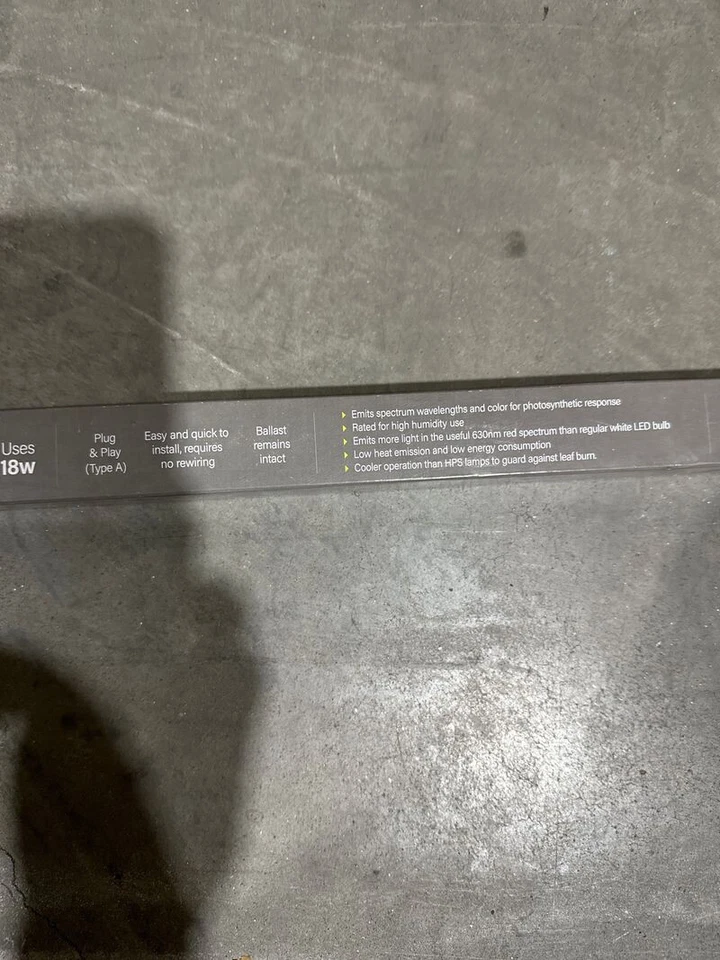 Uses
18w
Plug
& Play
(Type A)
Easy and quick to
install, requires
no rewiring
Ballast
remains
intact
Emits spectrum wavelengths and color for photosynthetic response
Rated for high humidity use
Emits more light in the useful 630nm red spectrum than regular white LED bulb
Low heat emission and low energy consumption
Cooler operation than HPS lamps to guard against leaf burn.